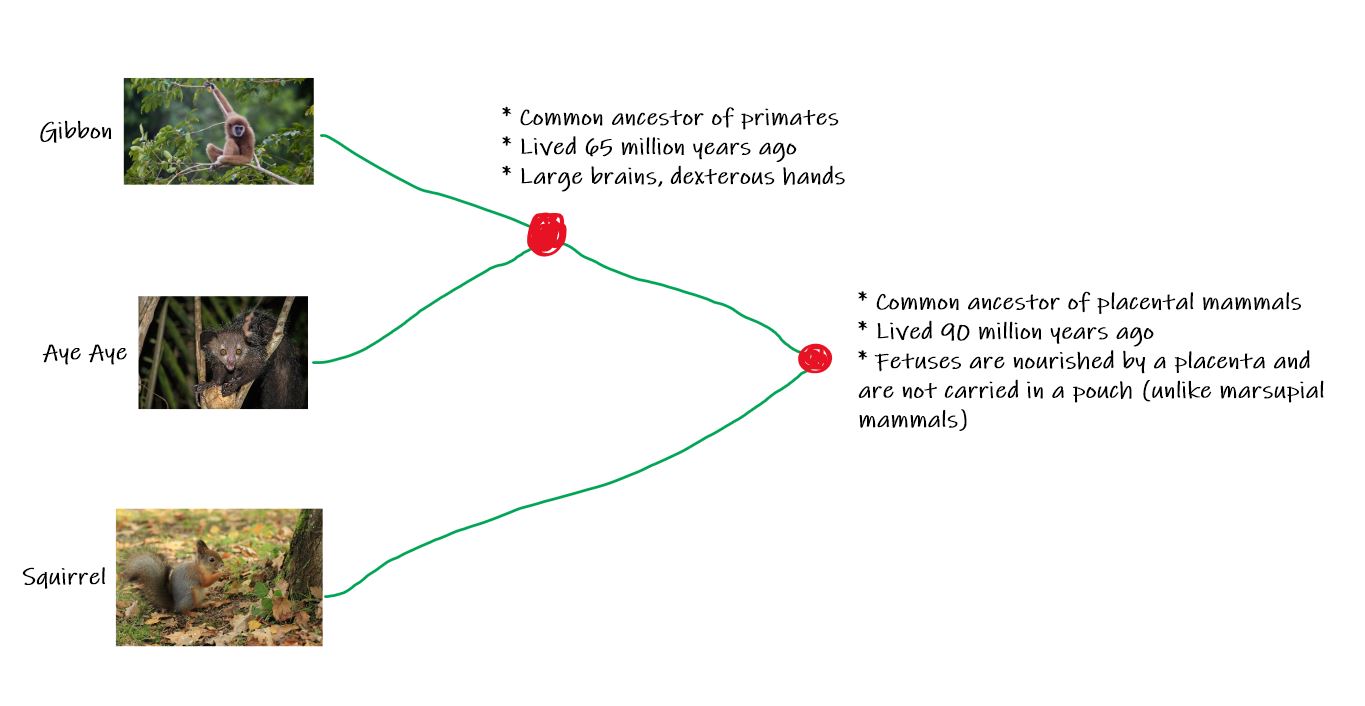 Gibbon
* Common ancestor of primates
* Lived 65 million years ago
* Large brains, dexterous hands
Aye Aye
* Common ancestor of placental mammals
* Lived 90 million years ago
* Fetuses are nourished by a placenta and
are not carried in a pouch (unlike marsupial
mammals)
Squirrel